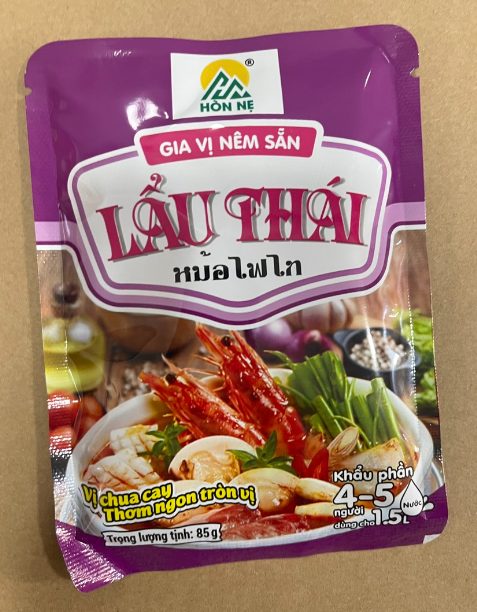 ®
HÒN NẸ
GIA VỊ NÊM SẴN
LẨU THÁI
หม้อไฟไท
Vị chua cay
Thơm ngon tròn vị
Trọng lượng tịnh: 85g
Khẩu phần
4-5
người
dùng cho 1.5L
Nước